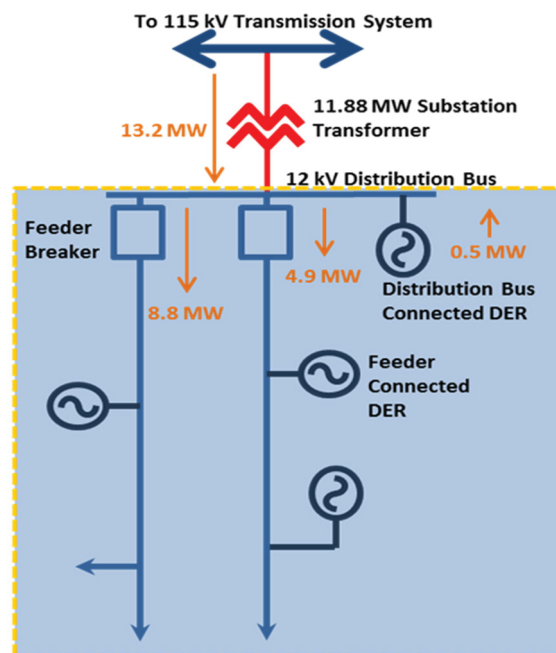 To 115 kV Transmission System
13.2 MW
11.88 MW Substation
Transformer
12 kV Distribution Bus
Feeder
Breaker
8.8 MW
4.9 MW
0.5 MW
Distribution Bus
Connected DER
Feeder
Connected
DER